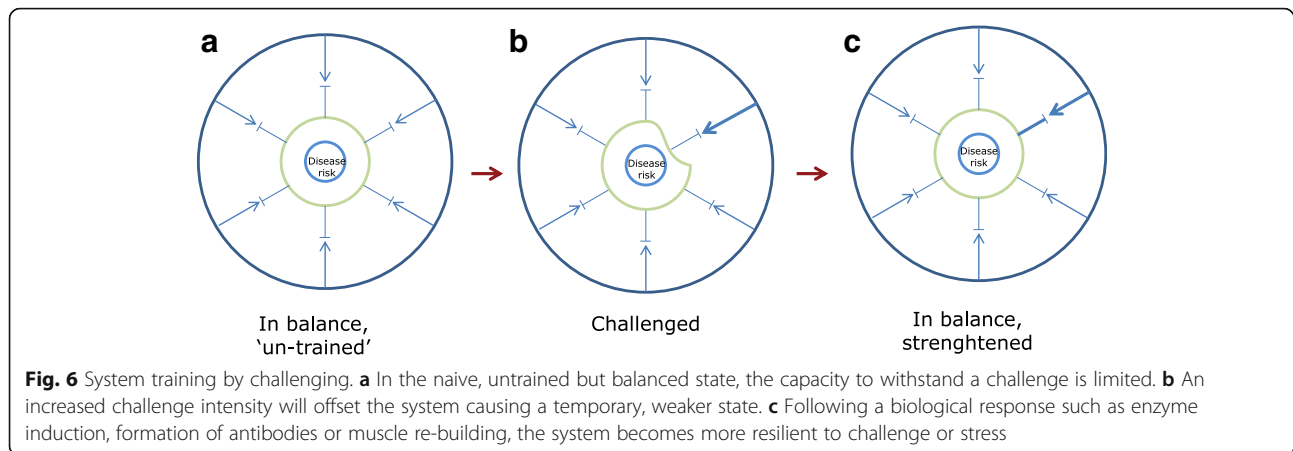 a
b
c
Disease
risk
Disease
risk
Disease
risk
In balance,
‘un-trained’
Challenged
In balance,
strenghtened
Fig. 6 System training by challenging. a In the naive, untrained but balanced state, the capacity to withstand a challenge is limited. b An
increased challenge intensity will offset the system causing a temporary, weaker state. c Following a biological response such as enzyme
induction, formation of antibodies or muscle re-building, the system becomes more resilient to challenge or stress